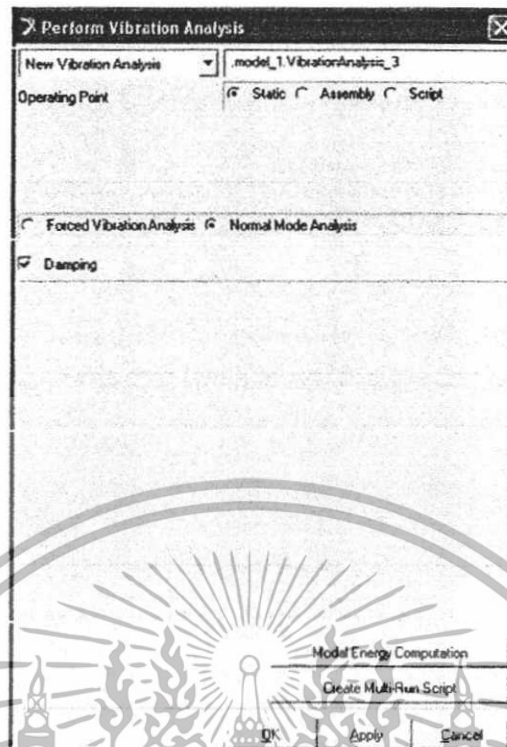 Perform Vibration Analysis
New Vibration Analysis .model_1.VibrationAnalysis_3
Operating Point Static Assembly Script
Forced Vibration Analysis Normal Mode Analysis
Damping
Modal Energy Computation
Create Multi-Run Script
OK Apply Cancel